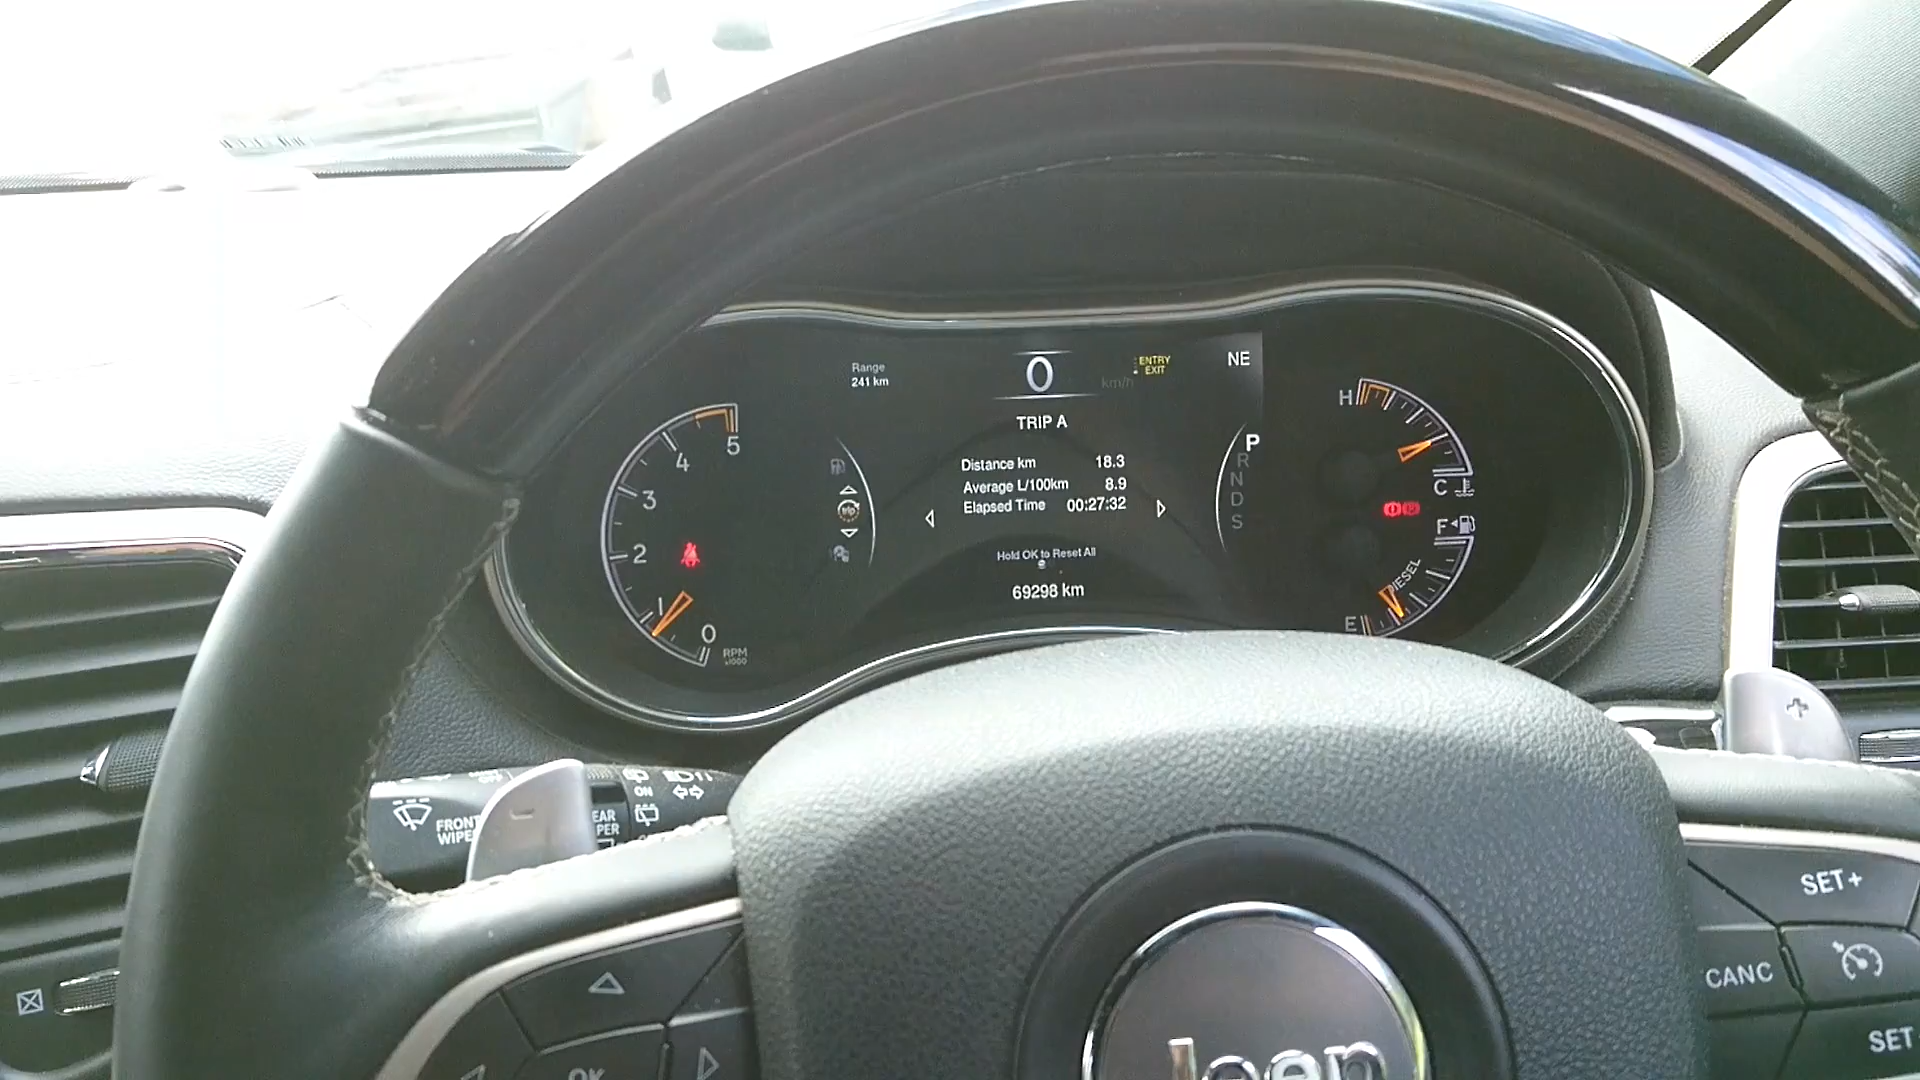 Range
241 km
0
km/h
ENTRY
EXIT
NE
TRIP A
Distance km 18.3
Average L/100km 8.9
Elapsed Time 00:27:32
Hold OK to Reset All
69298 km
trip
5
4
3
2
1
0
RPM
x1000
P
R
N
D
S
H
C
F
DIESEL
E
FRONT
ON
SET+
CANC
SET
OK
Jeep